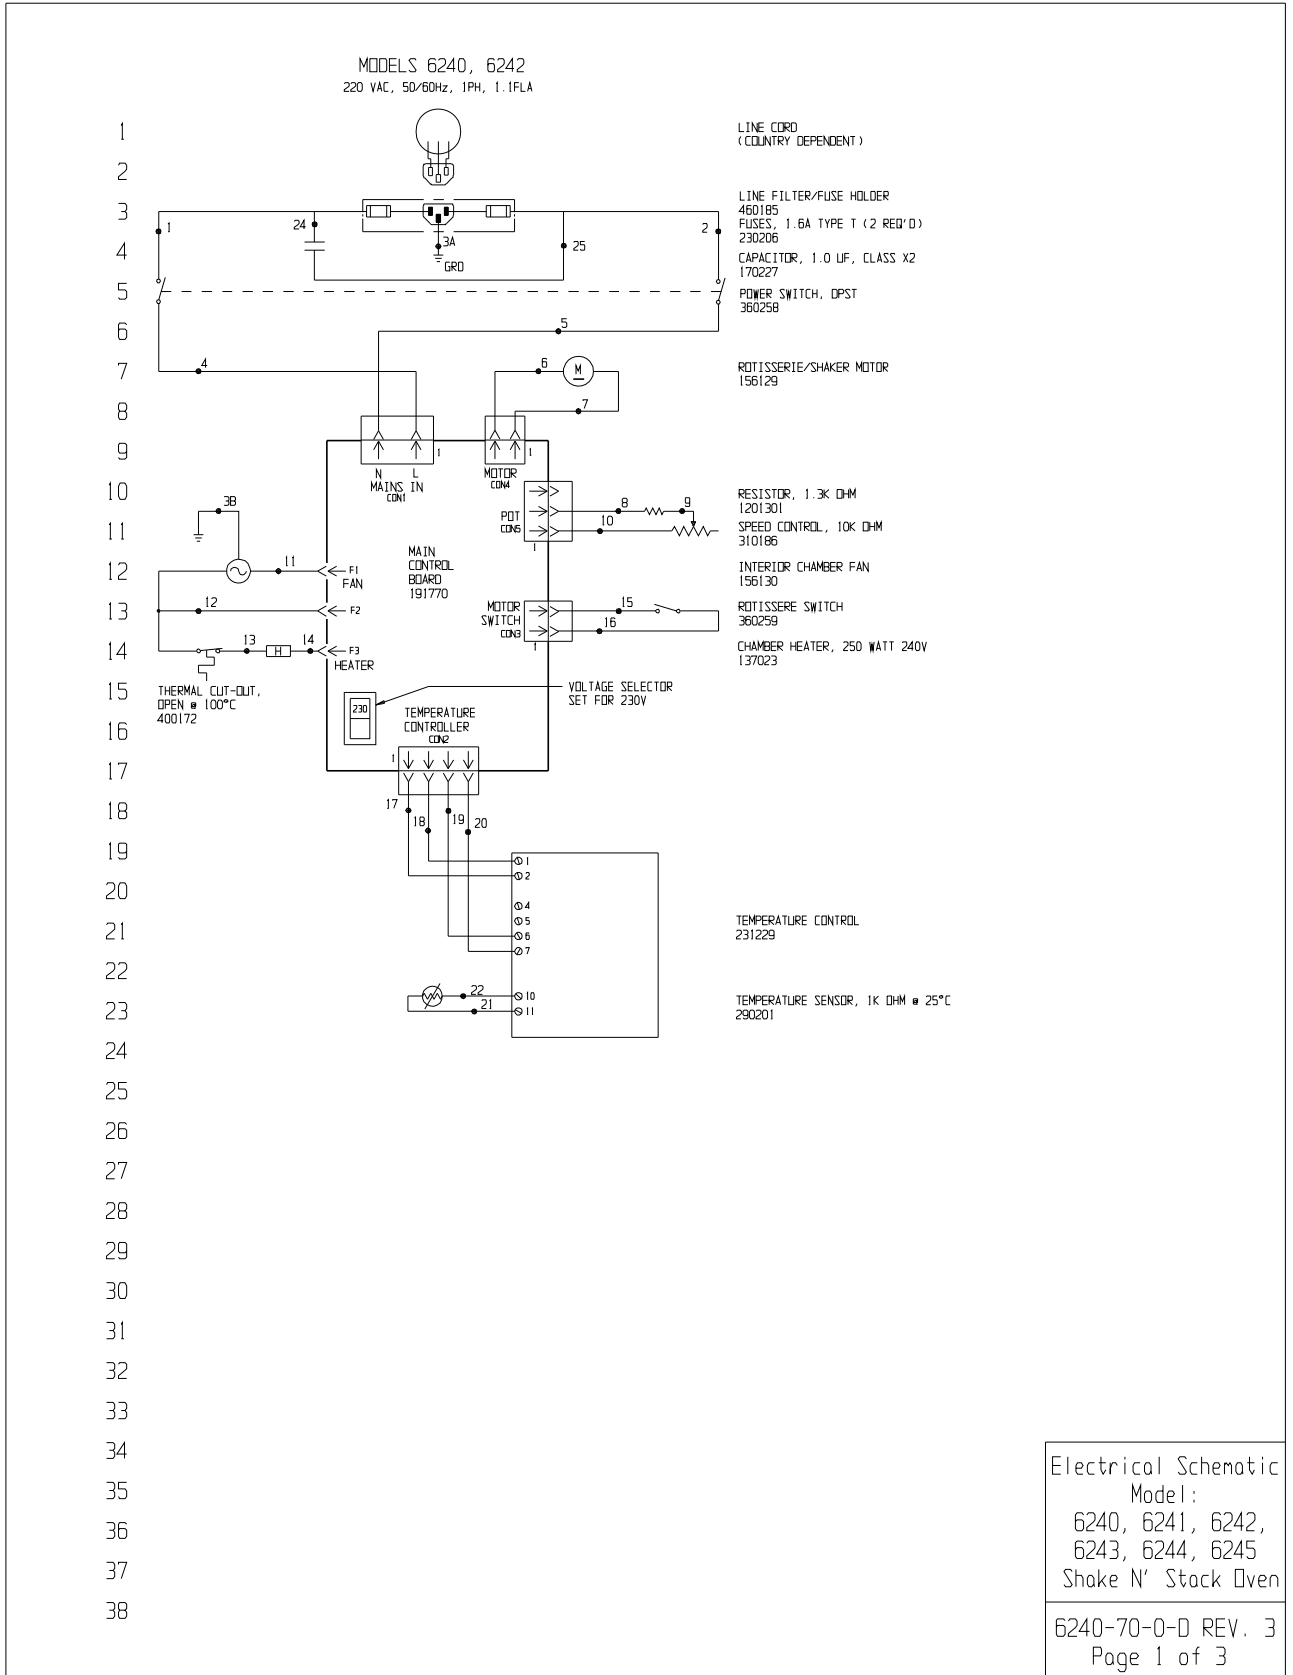 MODELS 6240, 6242
220 VAC, 50/60Hz, 1PH, 1.1FLA
1
LINE CORD
(COUNTRY DEPENDENT)
2
3
LINE FILTER/FUSE HOLDER
460185
FUSES, 1.6A TYPE T (2 REQ'D)
230206
1
24
2
3A
25
GRD
4
CAPACITOR, 1.0 UF, CLASS X2
170227
5
POWER SWITCH, DPST
360258
6
5
7
4
6
M
ROTISSERIE/SHAKER MOTOR
156129
8
7
9
1
1
N L
MAINS IN
CON1
MOTOR
CON4
10
RESISTOR, 1.3K OHM
1201301
3B
8
9
POT
CON5
10
1
11
SPEED CONTROL, 10K OHM
310186
MAIN
CONTROL
BOARD
191770
12
11
F1
FAN
INTERIOR CHAMBER FAN
156130
13
12
F2
MOTOR
SWITCH
CON3
15
16
1
ROTISSERE SWITCH
360259
14
13
H
14
F3
HEATER
CHAMBER HEATER, 250 WATT 240V
137023
15
THERMAL CUT-OUT,
OPEN @ 100°C
400172
VOLTAGE SELECTOR
SET FOR 230V
230
16
TEMPERATURE
CONTROLLER
CON2
17
1
18
17
18
19
20
19
1
2
20
4
5
21
6
7
TEMPERATURE CONTROL
231229
22
22
10
23
21
11
TEMPERATURE SENSOR, 1K OHM @ 25°C
290201
24
25
26
27
28
29
30
31
32
33
34
35
36
37
38
Electrical Schematic
Model:
6240, 6241, 6242,
6243, 6244, 6245
Shake N' Stack Oven
6240-70-0-D REV. 3
Page 1 of 3